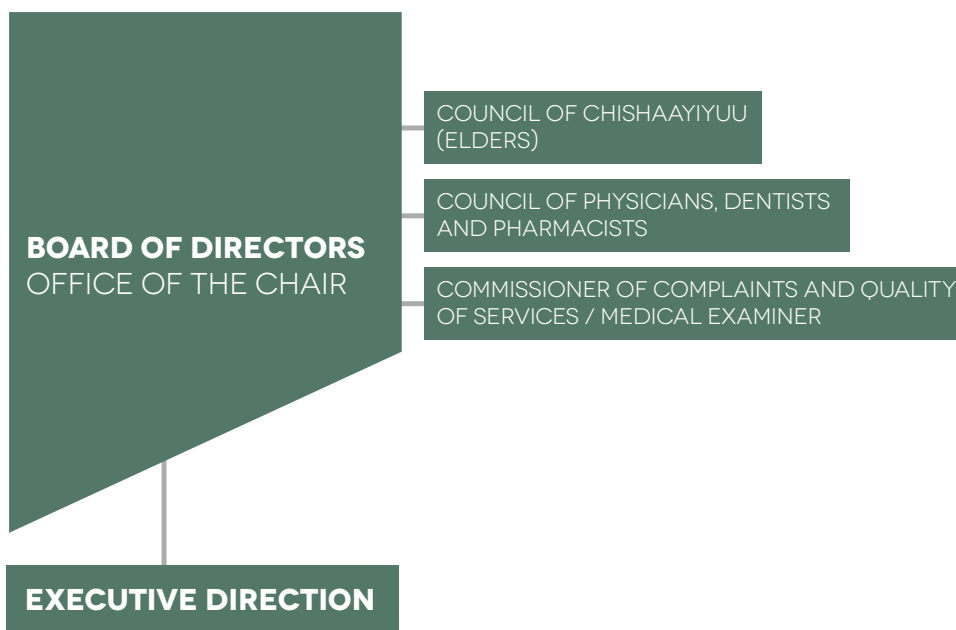 BOARD OF DIRECTORS
OFFICE OF THE CHAIR
COUNCIL OF CHISHAAYIYUU
(ELDERS)
COUNCIL OF PHYSICIANS, DENTISTS
AND PHARMACISTS
COMMISSIONER OF COMPLAINTS AND QUALITY
OF SERVICES / MEDICAL EXAMINER
EXECUTIVE DIRECTION